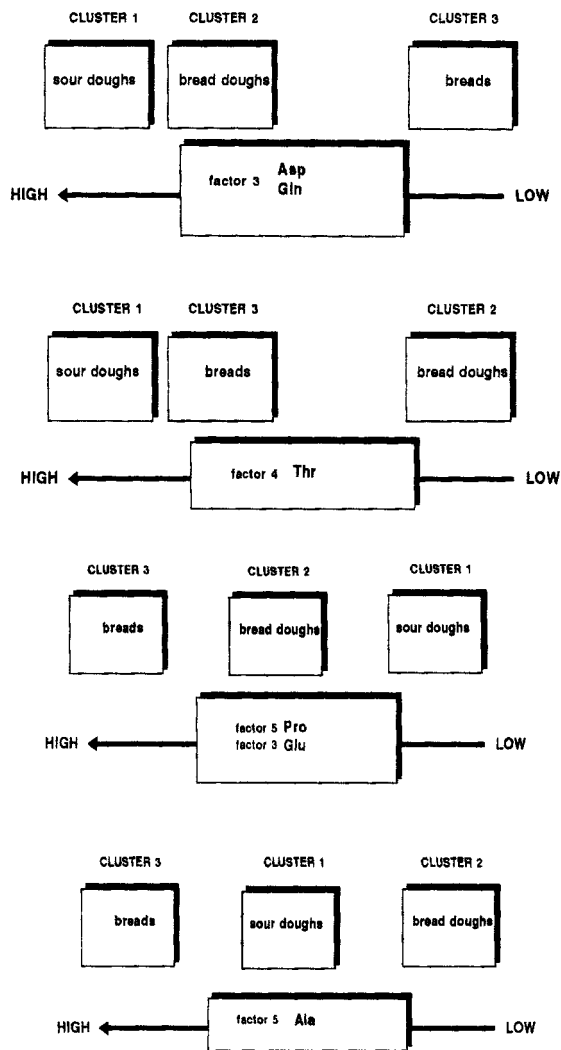 CLUSTER 1 CLUSTER 2 CLUSTER 3
sour doughs bread doughs breads
factor 3 Asp
Gln
HIGH LOW
CLUSTER 1 CLUSTER 3 CLUSTER 2
sour doughs breads bread doughs
factor 4 Thr
HIGH LOW
CLUSTER 3 CLUSTER 2 CLUSTER 1
breads bread doughs sour doughs
factor 5 Pro
factor 3 Glu
HIGH LOW
CLUSTER 3 CLUSTER 1 CLUSTER 2
breads sour doughs bread doughs
factor 5 Ala
HIGH LOW